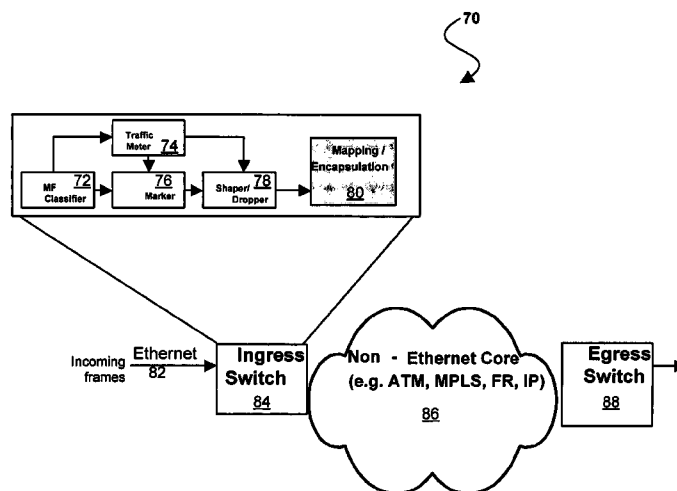 70
Traffic
Meter 74
Mapping /
Encapsulation
80
72
MF
Classifier
76
Marker
Shaper/ 78
Dropper
Incoming
frames
Ethernet
82
Ingress
Switch
84
Non - Ethernet Core
(e.g. ATM, MPLS, FR, IP)
86
Egress
Switch
88